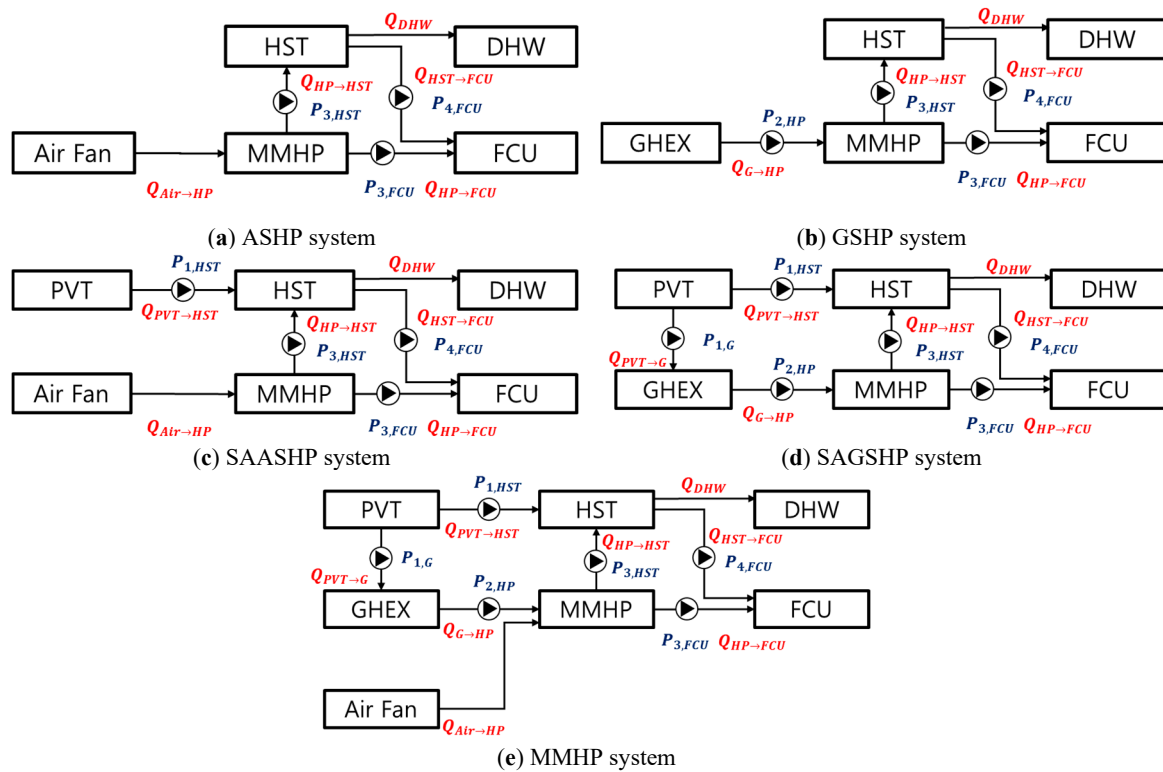 Q_DHW
HST
DHW
Q_HP→HST
Q_HST→FCU
P_3,HST
P_4,FCU
Air Fan
MMHP
FCU
Q_Air→HP
P_3,FCU
Q_HP→FCU
(a) ASHP system
Q_DHW
HST
DHW
Q_HP→HST
Q_HST→FCU
P_3,HST
P_4,FCU
P_2,HP
GHEX
MMHP
FCU
Q_G→HP
P_3,FCU
Q_HP→FCU
(b) GSHP system
P_1,HST
Q_DHW
PVT
HST
DHW
Q_PVT→HST
Q_HP→HST
Q_HST→FCU
P_3,HST
P_4,FCU
Air Fan
MMHP
FCU
Q_Air→HP
P_3,FCU
Q_HP→FCU
(c) SAASHP system
P_1,HST
Q_DHW
PVT
HST
DHW
Q_PVT→HST
Q_HP→HST
Q_HST→FCU
P_1,G
P_3,HST
P_4,FCU
Q_PVT→G
P_2,HP
GHEX
MMHP
FCU
Q_G→HP
P_3,FCU
Q_HP→FCU
(d) SAGSHP system
P_1,HST
Q_DHW
PVT
HST
DHW
Q_PVT→HST
Q_HP→HST
Q_HST→FCU
P_1,G
P_3,HST
P_4,FCU
Q_PVT→G
P_2,HP
GHEX
MMHP
FCU
Q_G→HP
P_3,FCU
Q_HP→FCU
Air Fan
Q_Air→HP
(e) MMHP system